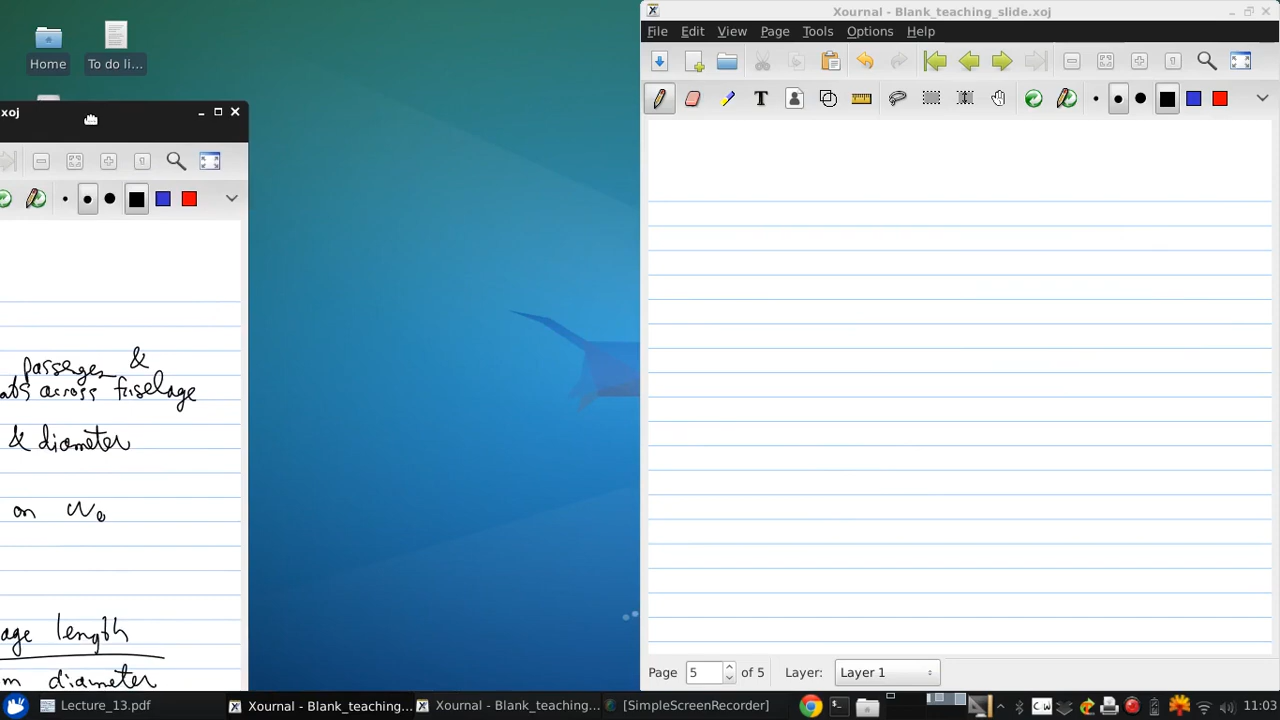 Xournal - Blank_teaching_slide.xoj
File Edit View Page Tools Options Help
Home
To do li...
xoj
&
across fuselage
& diameter
on W₀
length
diameter
Page 5 of 5 Layer: Layer 1
Lecture_13.pdf
Xournal - Blank_teaching...
Xournal - Blank_teaching...
[SimpleScreenRecorder]
11:03